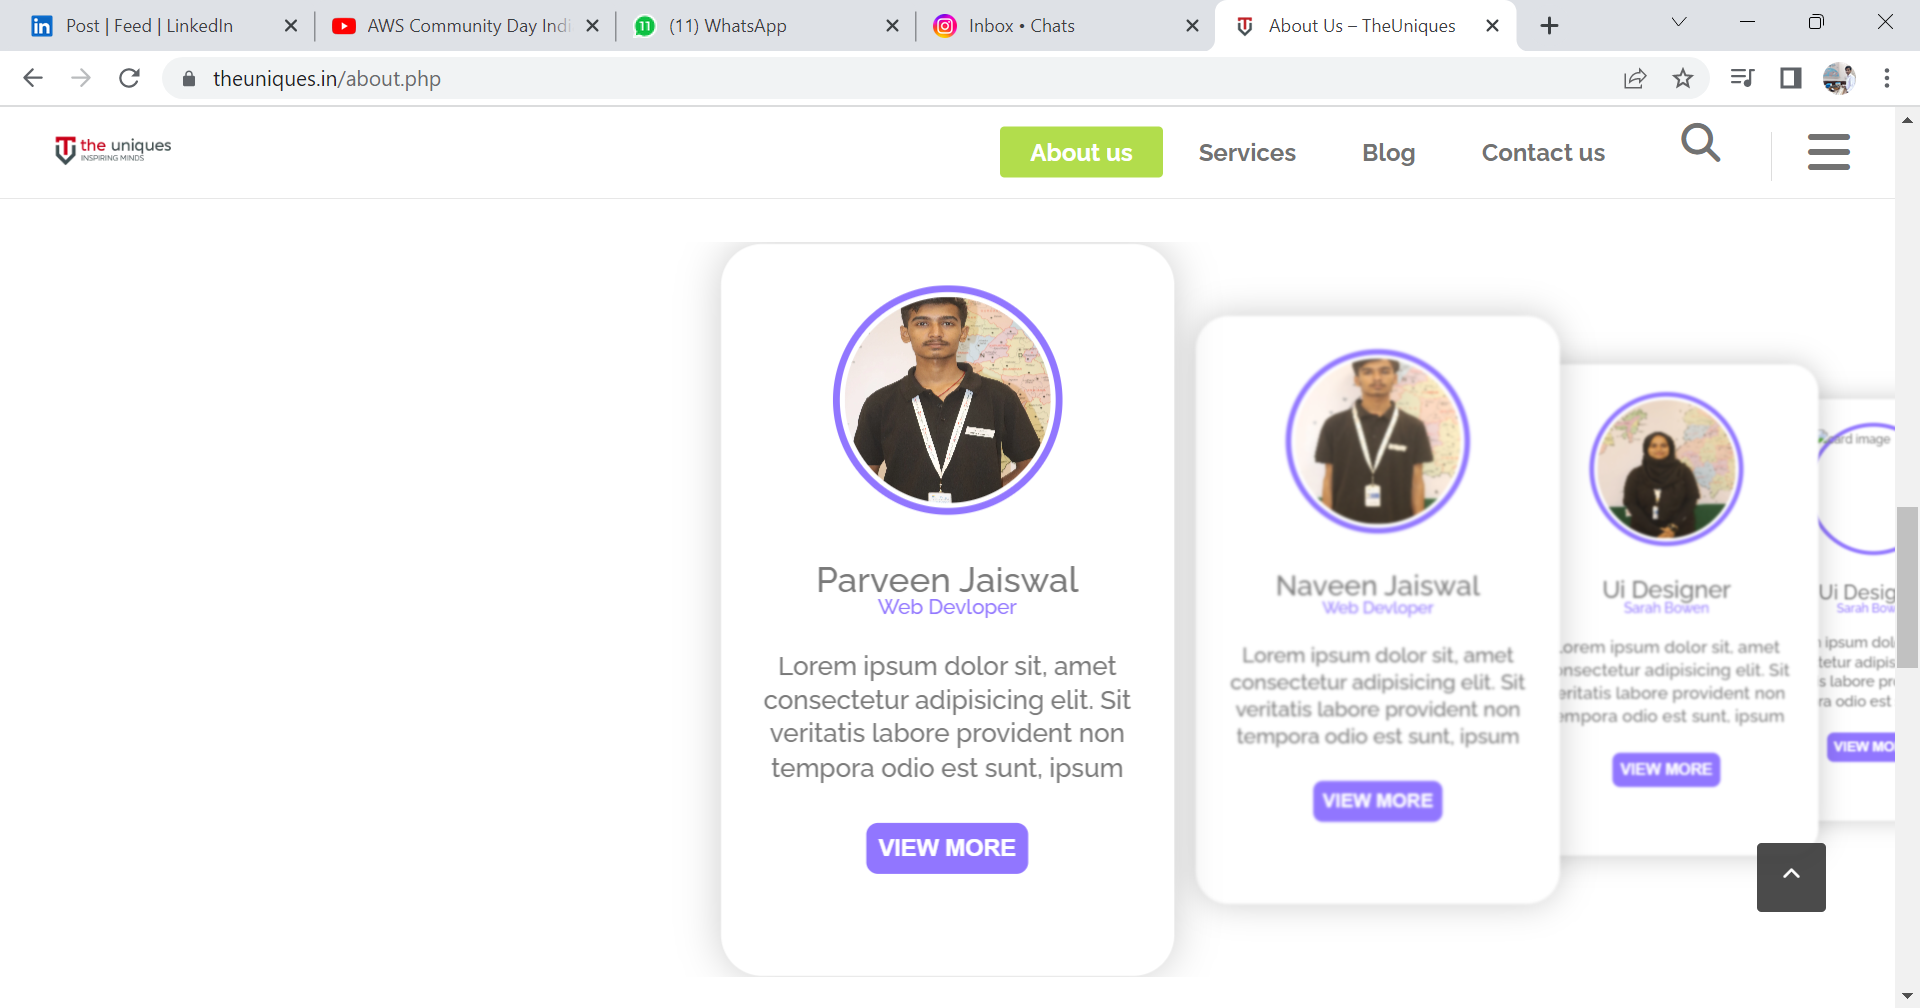 Post | Feed | LinkedIn
AWS Community Day Indi
11
(11) WhatsApp
Inbox • Chats
About Us – TheUniques
theuniques.in/about.php
the uniques
INSPIRING MINDS
About us
Services
Blog
Contact us
Parveen Jaiswal
Web Devloper
Lorem ipsum dolor sit, amet
consectetur adipisicing elit. Sit
veritatis labore provident non
tempora odio est sunt, ipsum
VIEW MORE
Naveen Jaiswal
Web Devloper
Lorem ipsum dolor sit, amet
consectetur adipisicing elit. Sit
veritatis labore provident non
tempora odio est sunt, ipsum
VIEW MORE
Ui Designer
Sarah Bowen
orem ipsum dolor sit, amet
nsectetur adipisicing elit. Sit
eritatis labore provident non
empora odio est sunt, ipsum
VIEW MORE
card image
Ui Desig
Sarah Bow
ipsum dol
tetur adipis
s labore pr
ra odio est
VIEW MO